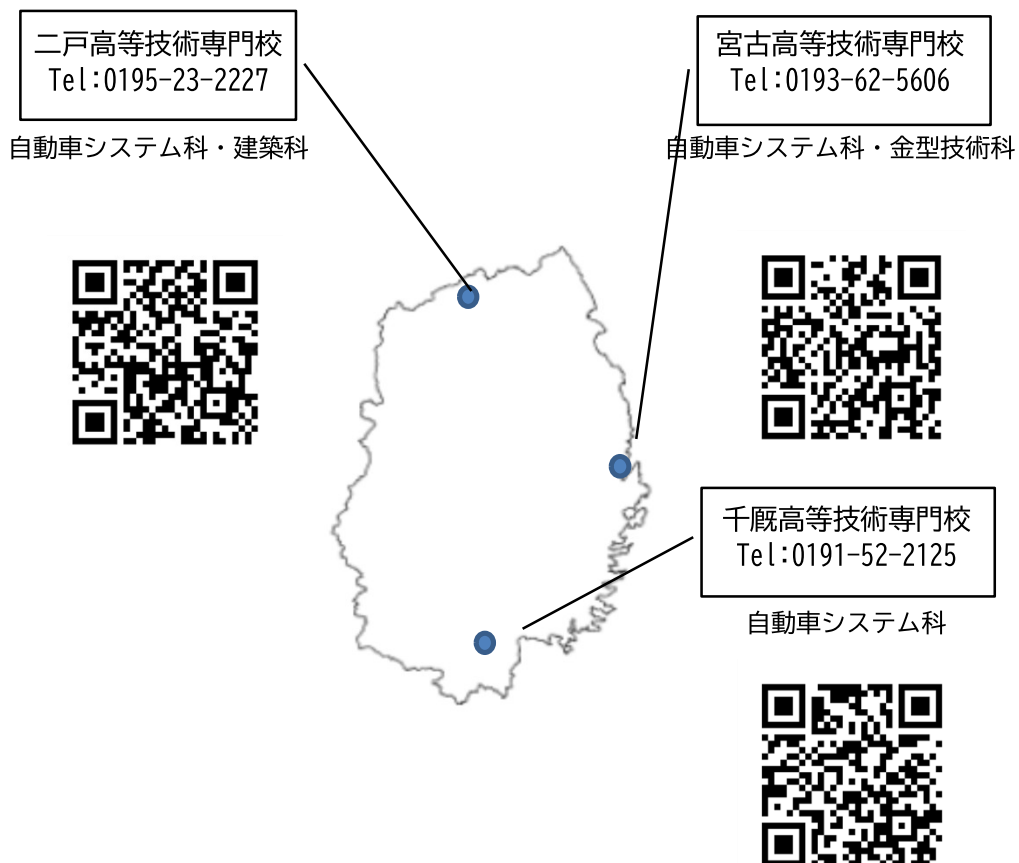 二戸高等技術専門校
Tel:0195-23-2227
自動車システム科・建築科
宮古高等技術専門校
Tel:0193-62-5606
自動車システム科・金型技術科
千厩高等技術専門校
Tel:0191-52-2125
自動車システム科